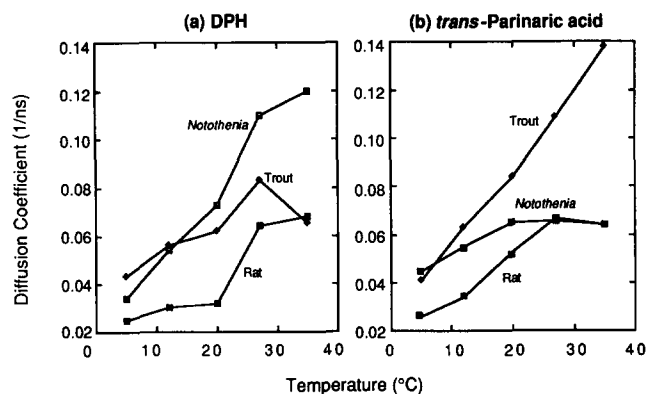 (a) DPH
(b) trans-Parinaric acid
Diffusion Coefficient (1/ns)
0.14
0.12
0.10
0.08
0.06
0.04
0.02
0
10
20
30
40
Notothenia
Trout
Rat
0.14
0.12
0.10
0.08
0.06
0.04
0.02
0
10
20
30
40
Trout
Notothenia
Rat
Temperature (°C)